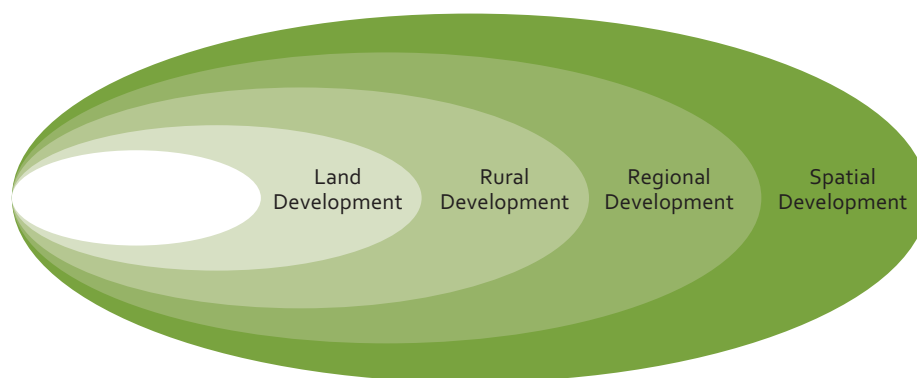 Land
Development
Rural
Development
Regional
Development
Spatial
Development